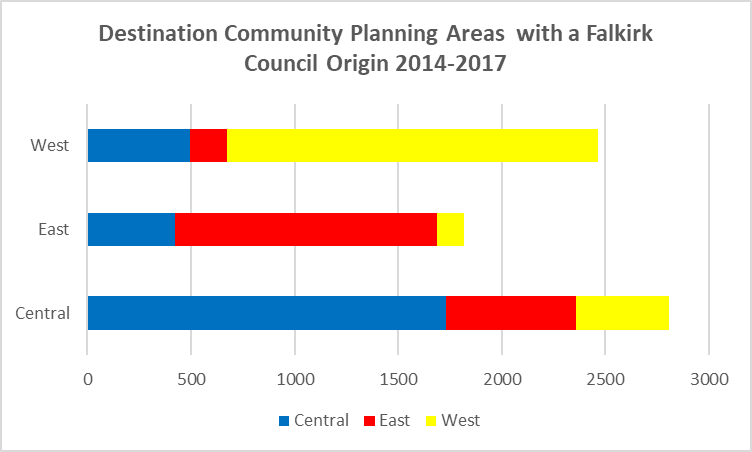 Destination Community Planning Areas with a Falkirk
Council Origin 2014-2017
West
East
Central
0 500 1000 1500 2000 2500 3000
Central East West